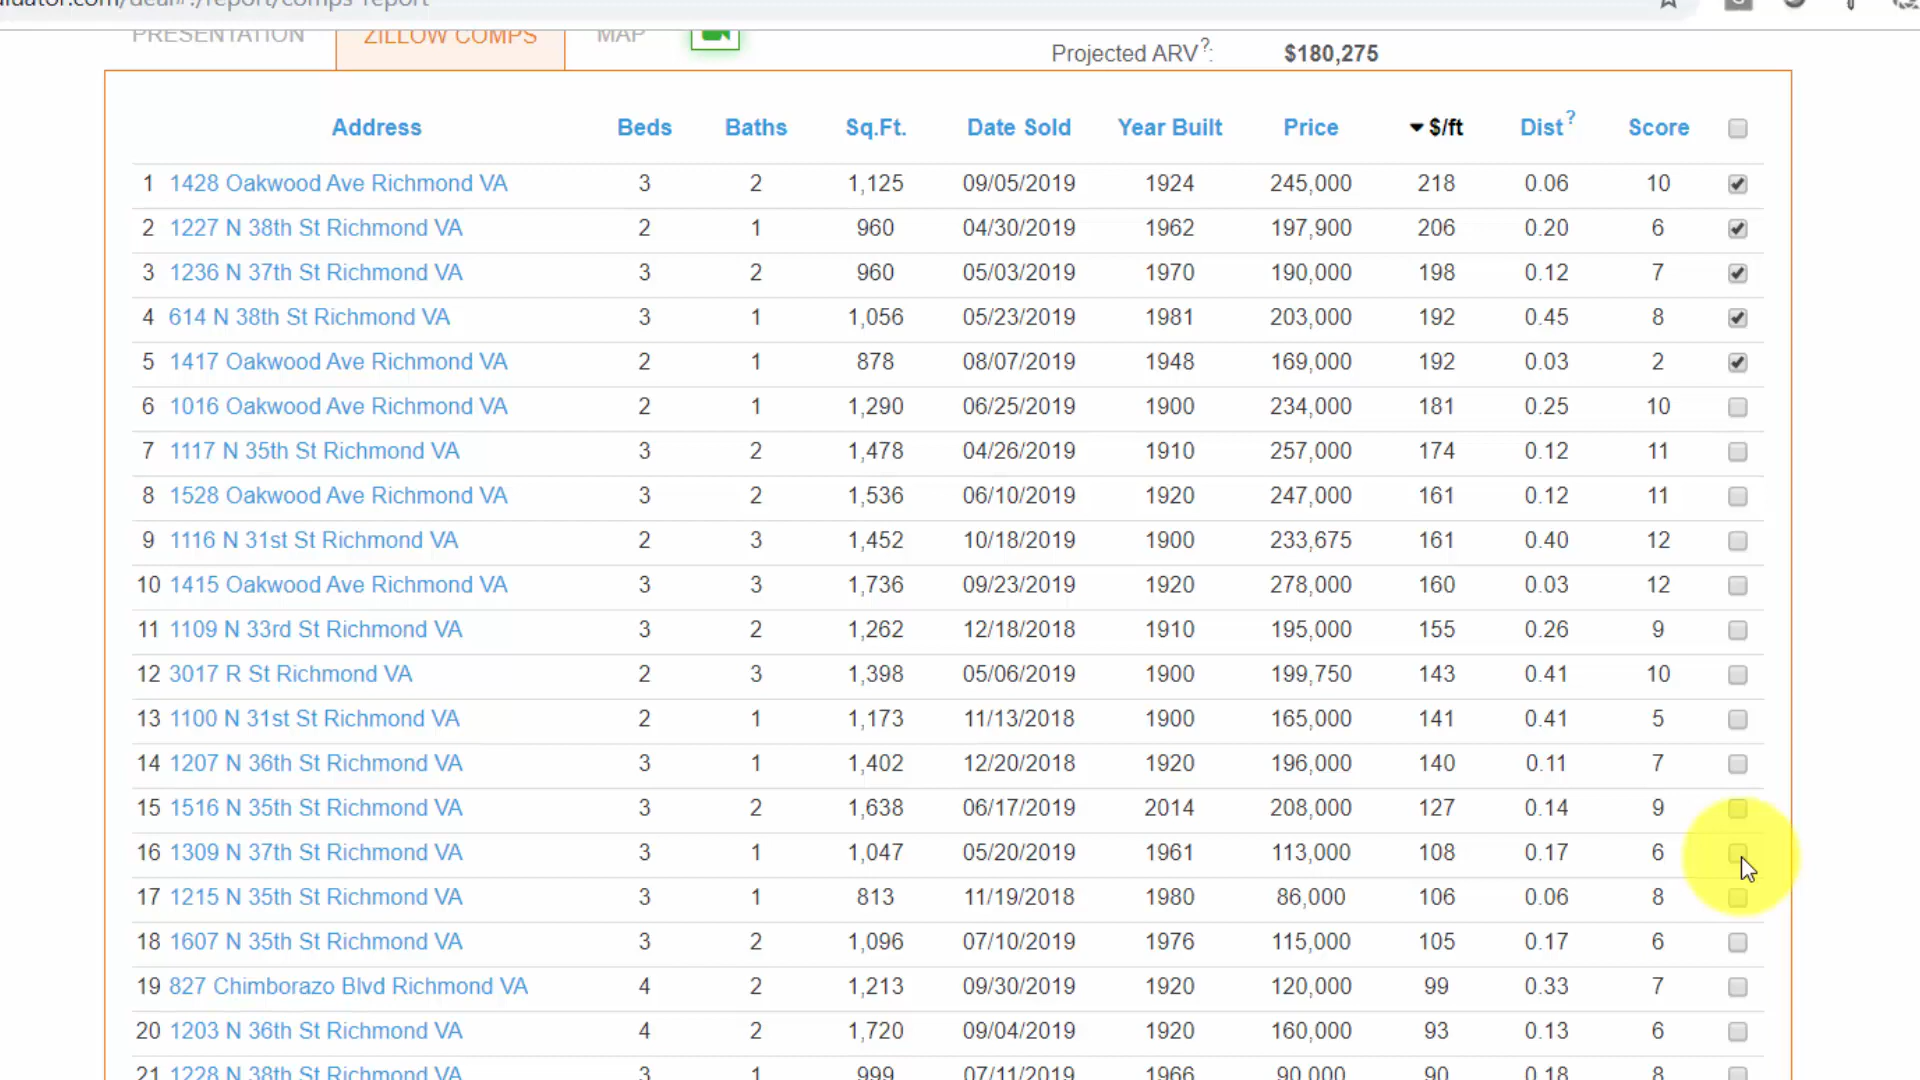 PRESENTATION ZILLOW COMPS MAP
Projected ARV?: $180,275
Address Beds Baths Sq.Ft. Date Sold Year Built Price $/ft Dist? Score
1 1428 Oakwood Ave Richmond VA 3 2 1,125 09/05/2019 1924 245,000 218 0.06 10
2 1227 N 38th St Richmond VA 2 1 960 04/30/2019 1962 197,900 206 0.20 6
3 1236 N 37th St Richmond VA 3 2 960 05/03/2019 1970 190,000 198 0.12 7
4 614 N 38th St Richmond VA 3 1 1,056 05/23/2019 1981 203,000 192 0.45 8
5 1417 Oakwood Ave Richmond VA 2 1 878 08/07/2019 1948 169,000 192 0.03 2
6 1016 Oakwood Ave Richmond VA 2 1 1,290 06/25/2019 1900 234,000 181 0.25 10
7 1117 N 35th St Richmond VA 3 2 1,478 04/26/2019 1910 257,000 174 0.12 11
8 1528 Oakwood Ave Richmond VA 3 2 1,536 06/10/2019 1920 247,000 161 0.12 11
9 1116 N 31st St Richmond VA 2 3 1,452 10/18/2019 1900 233,675 161 0.40 12
10 1415 Oakwood Ave Richmond VA 3 3 1,736 09/23/2019 1920 278,000 160 0.03 12
11 1109 N 33rd St Richmond VA 3 2 1,262 12/18/2018 1910 195,000 155 0.26 9
12 3017 R St Richmond VA 2 3 1,398 05/06/2019 1900 199,750 143 0.41 10
13 1100 N 31st St Richmond VA 2 1 1,173 11/13/2018 1900 165,000 141 0.41 5
14 1207 N 36th St Richmond VA 3 1 1,402 12/20/2018 1920 196,000 140 0.11 7
15 1516 N 35th St Richmond VA 3 2 1,638 06/17/2019 2014 208,000 127 0.14 9
16 1309 N 37th St Richmond VA 3 1 1,047 05/20/2019 1961 113,000 108 0.17 6
17 1215 N 35th St Richmond VA 3 1 813 11/19/2018 1980 86,000 106 0.06 8
18 1607 N 35th St Richmond VA 3 2 1,096 07/10/2019 1976 115,000 105 0.17 6
19 827 Chimborazo Blvd Richmond VA 4 2 1,213 09/30/2019 1920 120,000 99 0.33 7
20 1203 N 36th St Richmond VA 4 2 1,720 09/04/2019 1920 160,000 93 0.13 6
21 1228 N 38th St Richmond VA 3 1 999 07/11/2019 1966 90,000 90 0.18 8